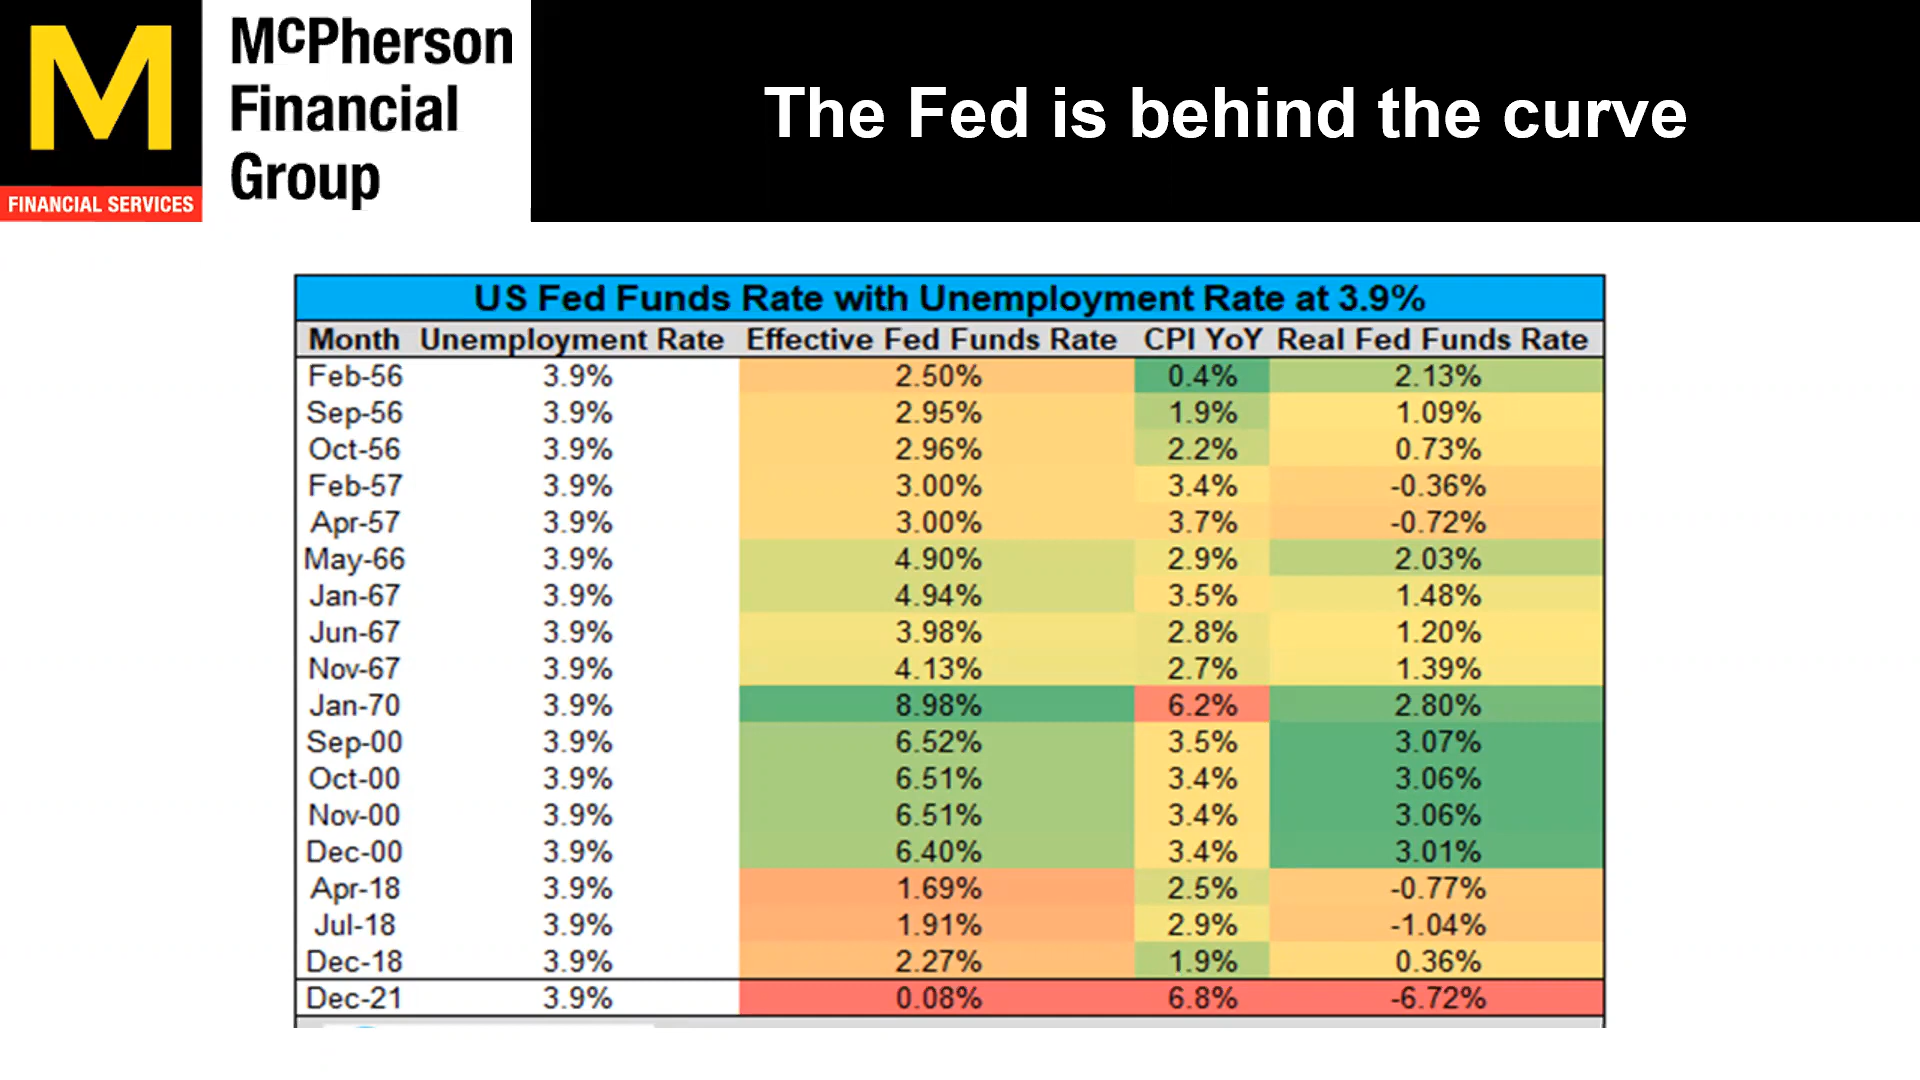 M
FINANCIAL SERVICES
McPherson
Financial
Group
The Fed is behind the curve
US Fed Funds Rate with Unemployment Rate at 3.9%
Month Unemployment Rate Effective Fed Funds Rate CPI YoY Real Fed Funds Rate
Feb-56 3.9% 2.50% 0.4% 2.13%
Sep-56 3.9% 2.95% 1.9% 1.09%
Oct-56 3.9% 2.96% 2.2% 0.73%
Feb-57 3.9% 3.00% 3.4% -0.36%
Apr-57 3.9% 3.00% 3.7% -0.72%
May-66 3.9% 4.90% 2.9% 2.03%
Jan-67 3.9% 4.94% 3.5% 1.48%
Jun-67 3.9% 3.98% 2.8% 1.20%
Nov-67 3.9% 4.13% 2.7% 1.39%
Jan-70 3.9% 8.98% 6.2% 2.80%
Sep-00 3.9% 6.52% 3.5% 3.07%
Oct-00 3.9% 6.51% 3.4% 3.06%
Nov-00 3.9% 6.51% 3.4% 3.06%
Dec-00 3.9% 6.40% 3.4% 3.01%
Apr-18 3.9% 1.69% 2.5% -0.77%
Jul-18 3.9% 1.91% 2.9% -1.04%
Dec-18 3.9% 2.27% 1.9% 0.36%
Dec-21 3.9% 0.08% 6.8% -6.72%